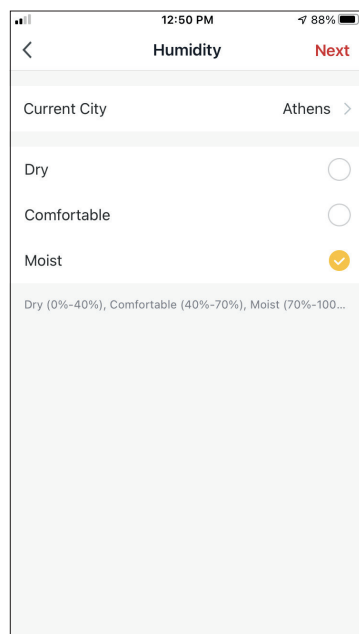 12:50 PM 88%
Humidity Next
Current City Athens
Dry
Comfortable
Moist
Dry (0%-40%), Comfortable (40%-70%), Moist (70%-100...